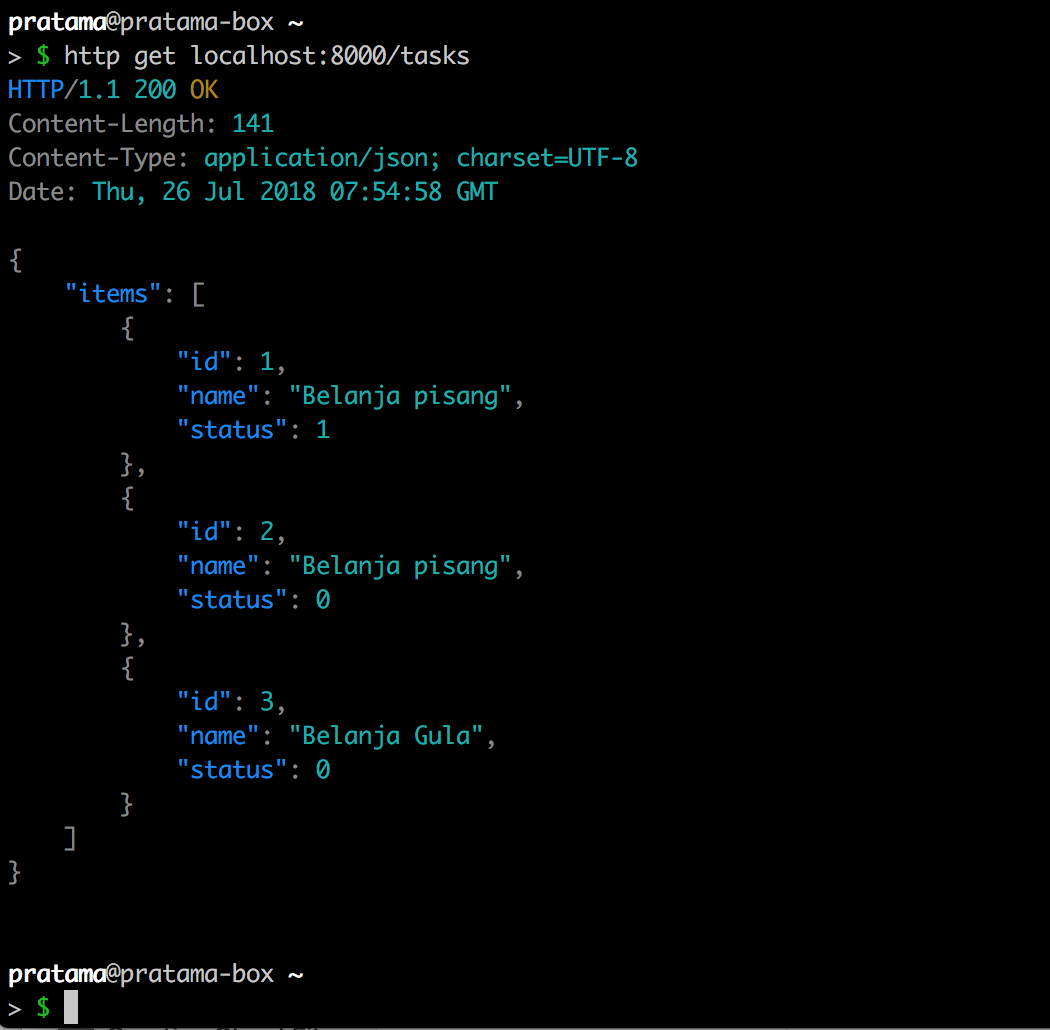 pratama@pratama-box ~
> $ http get localhost:8000/tasks
HTTP/1.1 200 OK
Content-Length: 141
Content-Type: application/json; charset=UTF-8
Date: Thu, 26 Jul 2018 07:54:58 GMT
{
    "items": [
        {
            "id": 1,
            "name": "Belanja pisang",
            "status": 1
        },
        {
            "id": 2,
            "name": "Belanja pisang",
            "status": 0
        },
        {
            "id": 3,
            "name": "Belanja Gula",
            "status": 0
        }
    ]
}
pratama@pratama-box ~
> $